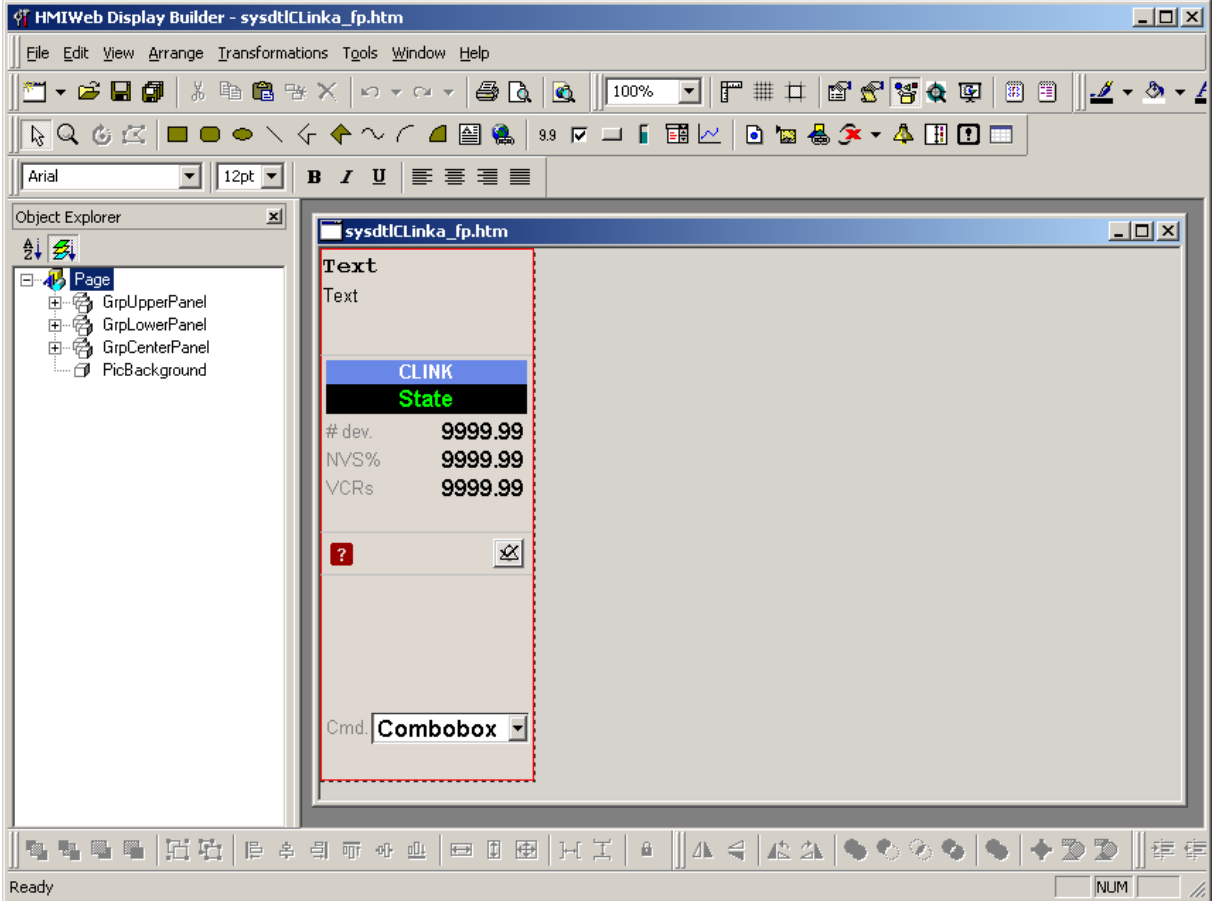 HMIWeb Display Builder - sysdtlCLinka_fp.htm
File Edit View Arrange Transformations Tools Window Help
100%
9.9
Arial 12pt B I U
Object Explorer
Page
GrpUpperPanel
GrpLowerPanel
GrpCenterPanel
PicBackground
sysdtlCLinka_fp.htm
Text
Text
CLINK
State
# dev. 9999.99
NVS% 9999.99
VCRs 9999.99
?
Cmd. Combobox
Ready NUM